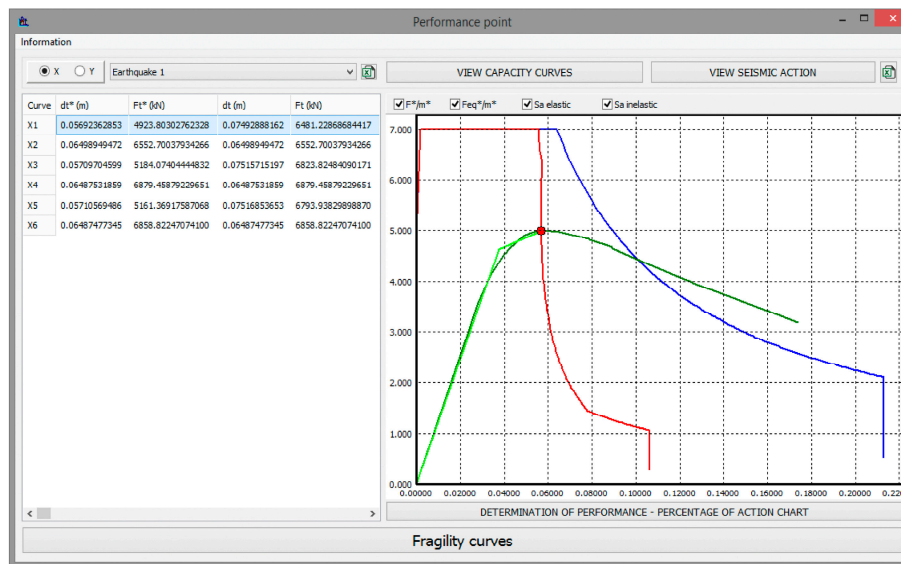 Performance point
Information
X Y Earthquake 1 VIEW CAPACITY CURVES VIEW SEISMIC ACTION
Curve dt* (m) Ft* (kN) dt (m) Ft (kN)
X1 0.05692362853 4923.80302762328 0.07492888162 6481.22868684417
X2 0.06498949472 6552.70037934266 0.06498949472 6552.70037934266
X3 0.05709704599 5184.07404444832 0.07515715197 6823.82484090171
X4 0.06487531859 6879.45879229651 0.06487531859 6879.45879229651
X5 0.05710569486 5161.36917587068 0.07516853653 6793.93829898870
X6 0.06487477345 6858.82247074100 0.06487477345 6858.82247074100
F*/m* Feq*/m* Sa elastic Sa inelastic
7.000
6.000
5.000
4.000
3.000
2.000
1.000
0.000
0.00000 0.02000 0.04000 0.06000 0.08000 0.10000 0.12000 0.14000 0.16000 0.18000 0.20000 0.22
DETERMINATION OF PERFORMANCE - PERCENTAGE OF ACTION CHART
Fragility curves